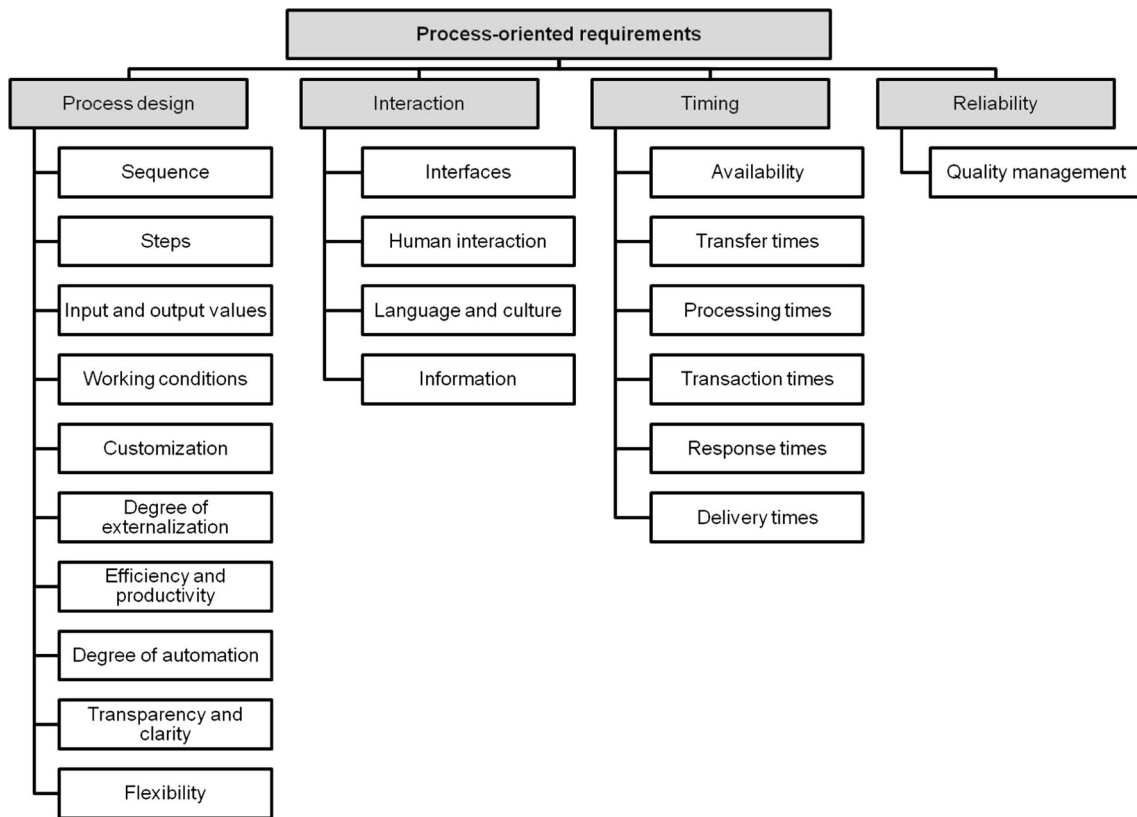 Process-oriented requirements
Process design
Interaction
Timing
Reliability
Sequence
Steps
Input and output values
Working conditions
Customization
Degree of
externalization
Efficiency and
productivity
Degree of automation
Transparency and
clarity
Flexibility
Interfaces
Human interaction
Language and culture
Information
Availability
Transfer times
Processing times
Transaction times
Response times
Delivery times
Quality management